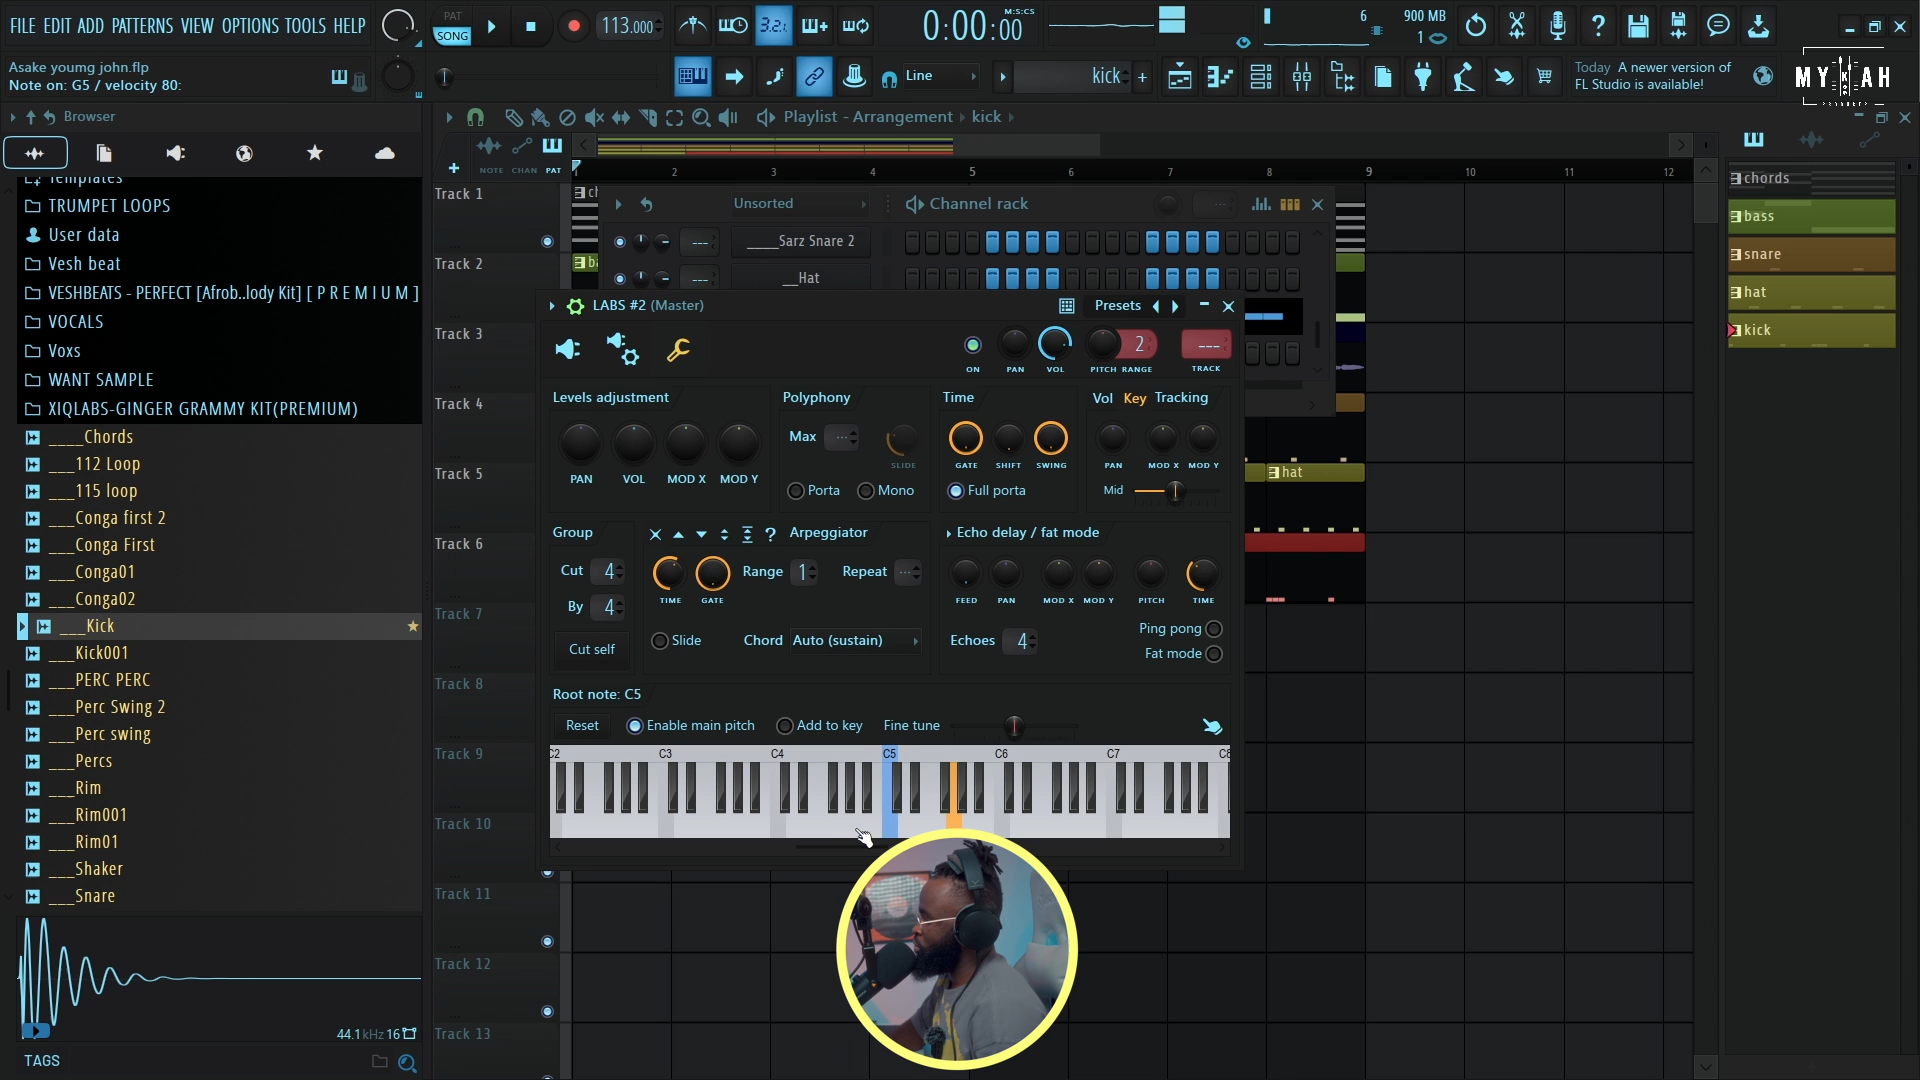 FILE EDIT ADD PATTERNS VIEW OPTIONS TOOLS HELP
PAT
SONG
113.000
3.2.
0:00:00
M:S:CS
6
900 MB
1
Asake youmg john.flp
Note on: G5 / velocity 80:
Line
kick
Today A newer version of
FL Studio is available!
MYKAH
Browser
Playlist - Arrangement
kick
NOTE CHAN PAT
1 2 3 4 5 6 7 8 9 10 11 12
Templates
TRUMPET LOOPS
User data
Vesh beat
VESHBEATS - PERFECT [Afrob..lody Kit] [ P R E M I U M ]
VOCALS
Voxs
WANT SAMPLE
XIQLABS-GINGER GRAMMY KIT(PREMIUM)
____Chords
___112 Loop
___115 loop
___Conga first 2
___Conga First
___Conga01
___Conga02
___Kick
___Kick001
___PERC PERC
___Perc Swing 2
___Perc swing
___Percs
___Rim
___Rim001
___Rim01
___Shaker
___Snare
44.1kHz 16
TAGS
Track 1
Track 2
Track 3
Track 4
Track 5
Track 6
Track 7
Track 8
Track 9
Track 10
Track 11
Track 12
Track 13
ch
ba
hat
Unsorted
Channel rack
---
____Sarz Snare 2
---
__Hat
LABS #2 (Master)
Presets
2
---
ON PAN VOL PITCH RANGE TRACK
Levels adjustment
PAN VOL MOD X MOD Y
Polyphony
Max
SLIDE
Porta Mono
Time
GATE SHIFT SWING
Full porta
Vol Key Tracking
PAN MOD X MOD Y
Mid
Group
Cut 4
By 4
Cut self
? Arpeggiator
Range 1 Repeat
TIME GATE
Slide Chord Auto (sustain)
Echo delay / fat mode
FEED PAN MOD X MOD Y PITCH TIME
Echoes 4
Ping pong
Fat mode
Root note: C5
Reset Enable main pitch Add to key Fine tune
C2 C3 C4 C5 C6 C7 C8
chords
bass
snare
hat
kick